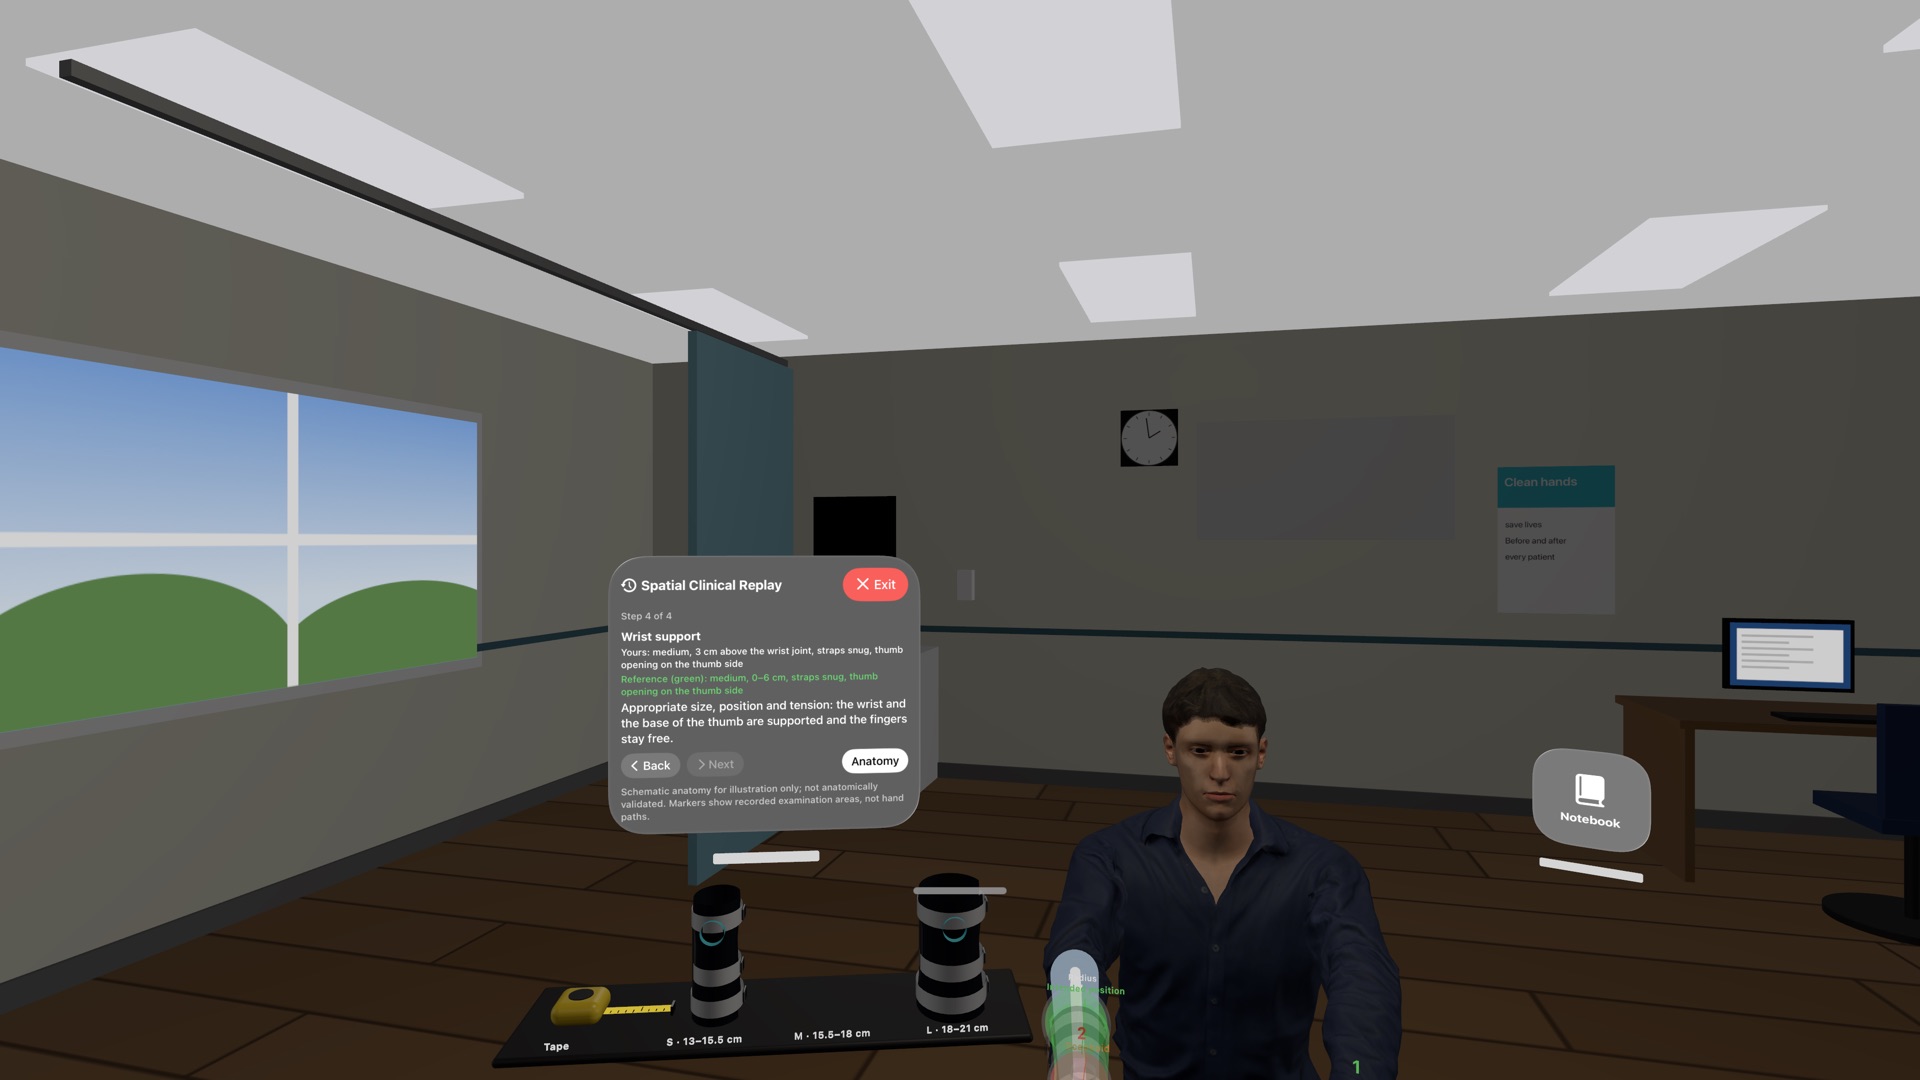 Clean hands
save lives
Before and after
every patient
Spatial Clinical Replay
Exit
Step 4 of 4
Wrist support
Yours: medium, 3 cm above the wrist joint, straps snug, thumb
opening on the thumb side
Reference (green): medium, 0–6 cm, straps snug, thumb
opening on the thumb side
Appropriate size, position and tension: the wrist and
the base of the thumb are supported and the fingers
stay free.
Back
Next
Anatomy
Schematic anatomy for illustration only; not anatomically
validated. Markers show recorded examination areas, not hand
paths.
Notebook
Tape
S · 13–15.5 cm
M · 15.5–18 cm
L · 18–21 cm
2
1